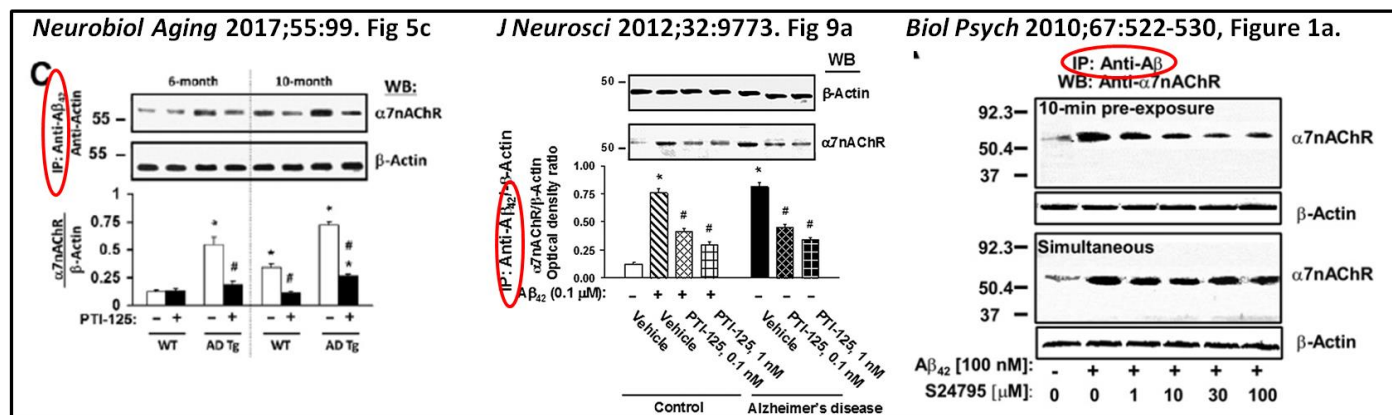 Neurobiol Aging 2017;55:99. Fig 5c
C
6-month
10-month
WB:
IP: Anti-Aβ42
Anti-Actin
55
α7nAChR
55
β-Actin
1
0.75
0.5
0.25
0
α7nAChR
β-Actin
*
#
*
#
*
#
*
PTI-125:
– + – + – + – +
WT
AD Tg
WT
AD Tg
J Neurosci 2012;32:9773. Fig 9a
WB
50
β-Actin
50
α7nAChR
IP: Anti-Aβ42/β-Actin
α7nAChR/β-Actin
Optical density ratio
1.00
0.75
0.50
0.25
0.00
*
#
#
*
#
#
Aβ42 (0.1 µM):
– + + + – – –
Vehicle
Vehicle
PTI-125, 0.1 nM
PTI-125, 1 nM
Vehicle
PTI-125, 0.1 nM
PTI-125, 1 nM
Control
Alzheimer's disease
Biol Psych 2010;67:522-530, Figure 1a.
IP: Anti-Aβ
WB: Anti-α7nAChR
10-min pre-exposure
92.3
50.4
37
α7nAChR
β-Actin
Simultaneous
92.3
50.4
37
α7nAChR
β-Actin
Aβ42 [100 nM]: - + + + + +
S24795 [µM]: 0 0 1 10 30 100